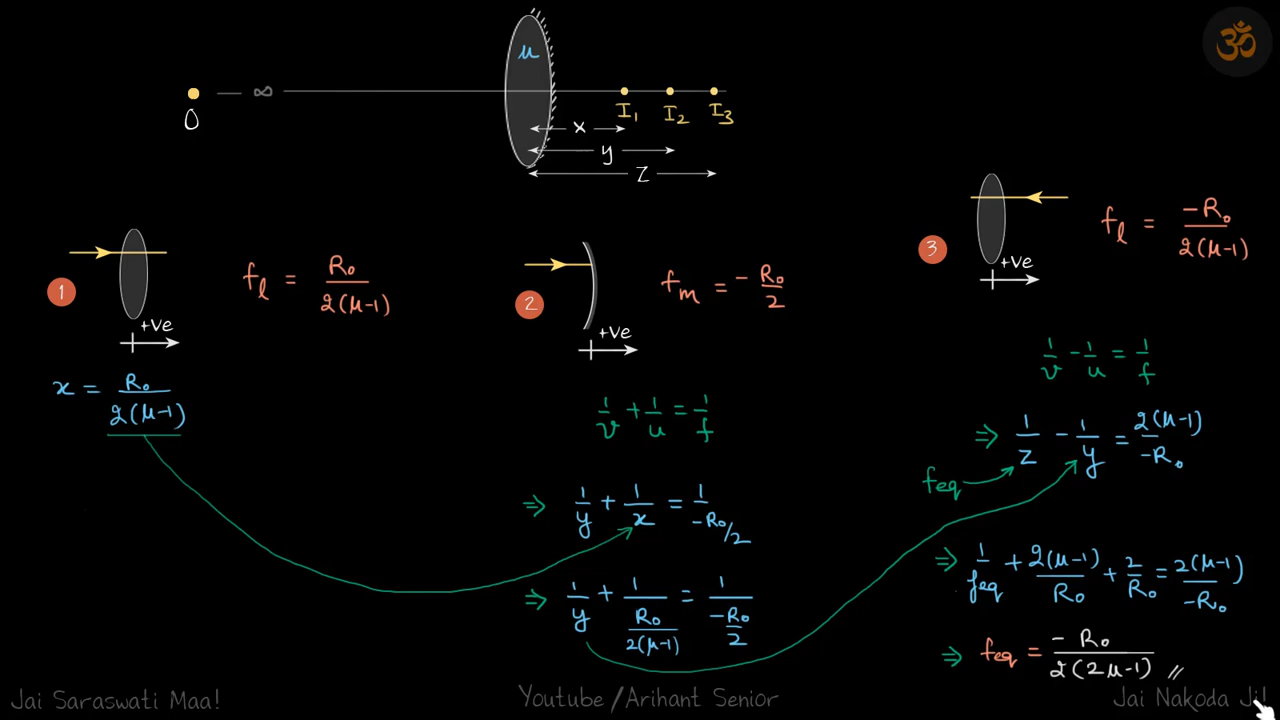 ॐ
μ
O — ∞
I₁ I₂ I₃
x
y
z
1
+ve
fₗ = R₀ / 2(μ-1)
x = R₀ / 2(μ-1)
2
+ve
fₘ = -R₀ / 2
1/v + 1/u = 1/f
⇒ 1/y + 1/x = 1 / -R₀/2
⇒ 1/y + 1 / (R₀ / 2(μ-1)) = 1 / (-R₀ / 2)
3
+ve
fₗ = -R₀ / 2(μ-1)
1/v - 1/u = 1/f
⇒ 1/z - 1/y = 2(μ-1) / -R₀
feq
⇒ 1/feq + 2(μ-1)/R₀ + 2/R₀ = 2(μ-1) / -R₀
⇒ feq = -R₀ / 2(2μ-1) //
Jai Saraswati Maa!
Youtube /Arihant Senior
Jai Nakoda Ji!